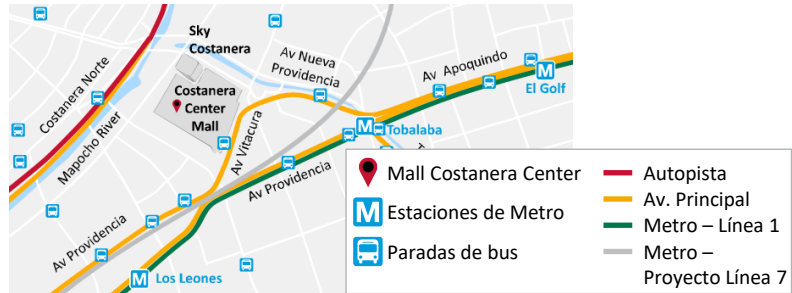 Sky
Costanera
Av Nueva
Providencia
Av Apoquindo
El Golf
Costanera Norte
Costanera
Center
Mall
Mapocho River
Av Vitacura
M
Tobalaba
Av Providencia
Av Providencia
M
Los Leones
M
Mall Costanera Center
M
Estaciones de Metro
Paradas de bus
Autopista
Av. Principal
Metro – Línea 1
Metro –
Proyecto Línea 7